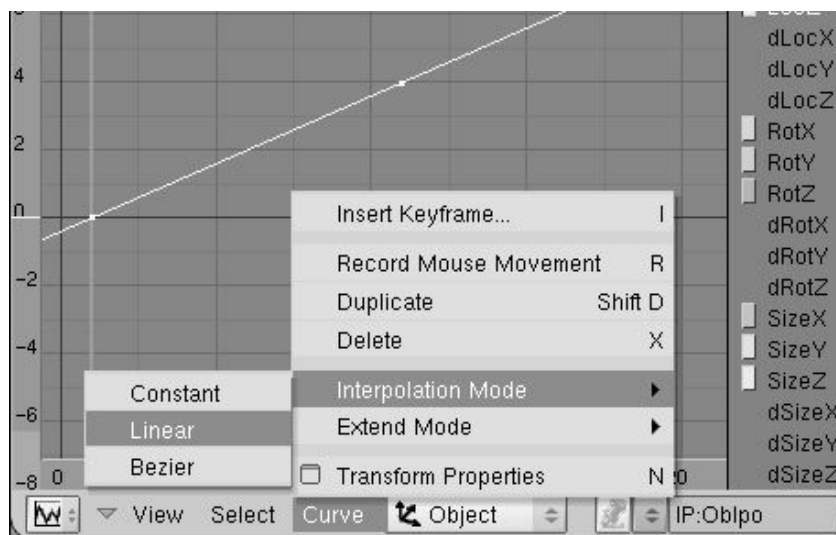 LocZ
dLocX
dLocY
dLocZ
RotX
RotY
RotZ
dRotX
dRotY
dRotZ
SizeX
SizeY
SizeZ
dSizeX
dSizeY
dSizeZ
4
2
0
-2
-4
-6
-8 0
Insert Keyframe... I
Record Mouse Movement R
Duplicate Shift D
Delete X
Interpolation Mode
Extend Mode
Transform Properties N
Constant
Linear
Bezier
View Select Curve Object IP:ObIpo